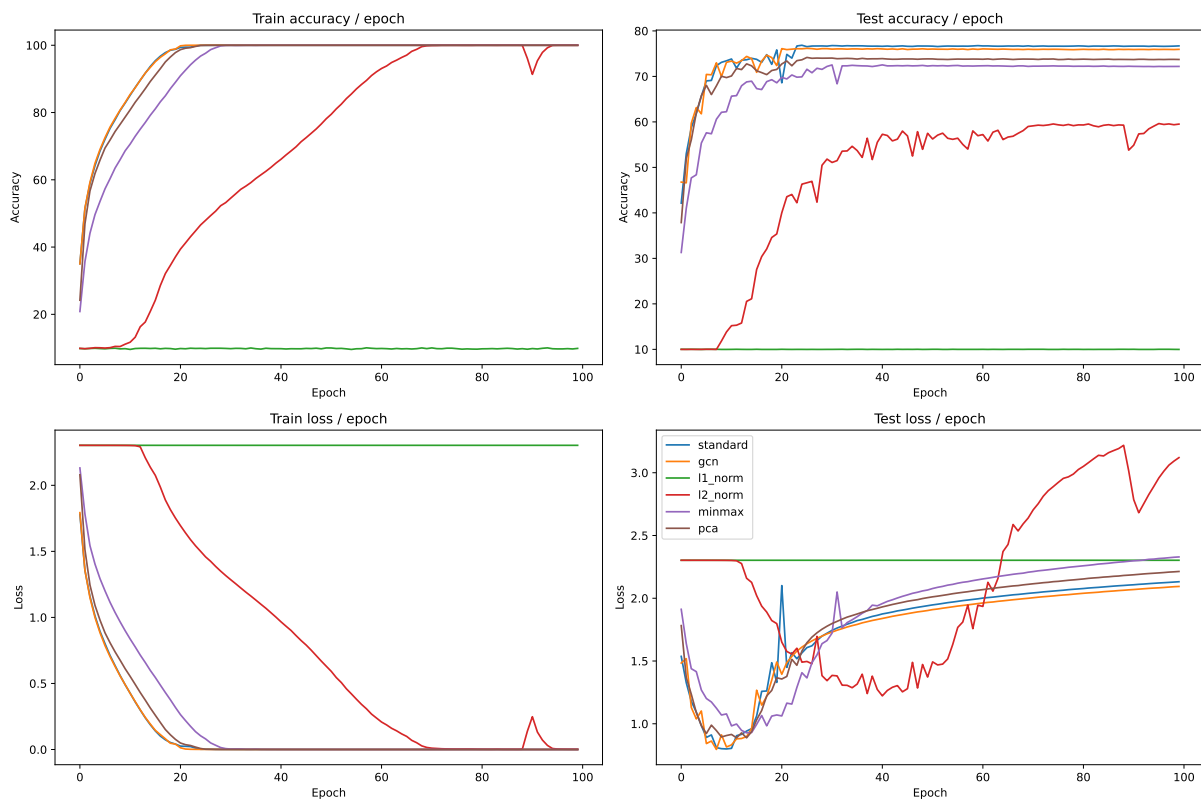 Train accuracy / epoch
Accuracy
100
80
60
40
20
0
20
40
60
80
100
Epoch
Test accuracy / epoch
Accuracy
80
70
60
50
40
30
20
10
0
20
40
60
80
100
Epoch
Train loss / epoch
Loss
2.0
1.5
1.0
0.5
0.0
0
20
40
60
80
100
Epoch
Test loss / epoch
Loss
3.0
2.5
2.0
1.5
1.0
standard
gcn
l1_norm
l2_norm
minmax
pca
0
20
40
60
80
100
Epoch